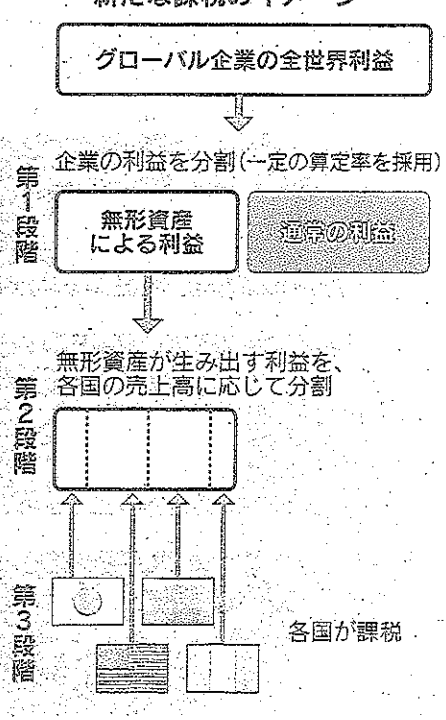 新たな課税のイメージ
グローバル企業の全世界利益
企業の利益を分割(一定の算定率を採用)
第1段階
無形資産
による利益
通常の利益
無形資産が生み出す利益を、
各国の売上高に応じて分割
第2段階
第3段階
各国が課税